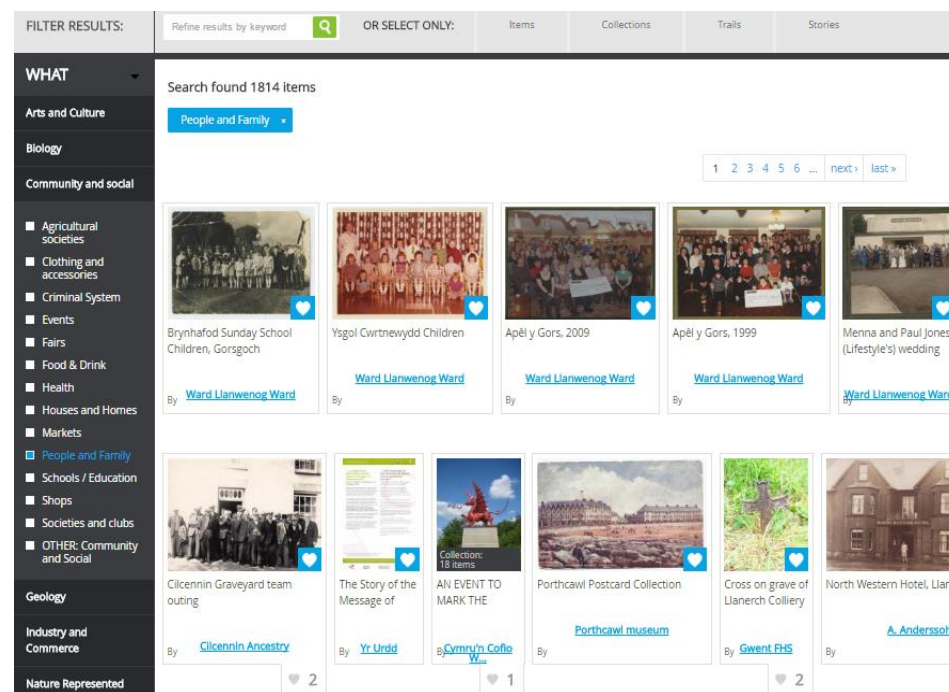 FILTER RESULTS:
Refine results by keyword
OR SELECT ONLY:
Items
Collections
Trails
Stories
WHAT
Arts and Culture
Biology
Community and social
Agricultural
societies
Clothing and
accessories
Criminal System
Events
Fairs
Food & Drink
Health
Houses and Homes
Markets
People and Family
Schools / Education
Shops
Societies and clubs
OTHER: Community
and Social
Geology
Industry and
Commerce
Nature Represented
Search found 1814 items
People and Family ×
1 2 3 4 5 6 ... next › last »
Brynhafod Sunday School
Children, Gorsgoch
By Ward Llanwenog Ward
Ysgol Cwrtnewydd Children
Ward Llanwenog Ward
By
Apêl y Gors, 2009
Ward Llanwenog Ward
By
Apêl y Gors, 1999
Ward Llanwenog Ward
By
Menna and Paul Jones
(Lifestyle's) wedding
Ward Llanwenog Ward
By
Cilcennin Graveyard team
outing
By Cilcennin Ancestry
2
The Story of the
Message of
By Yr Urdd
Collection:
18 items
AN EVENT TO
MARK THE
By Cymru'n Cofio
W...
1
Porthcawl Postcard Collection
Porthcawl museum
By
Cross on grave of
Llanerch Colliery
By Gwent FHS
2
North Western Hotel, Llan
A. Anderssoh
By